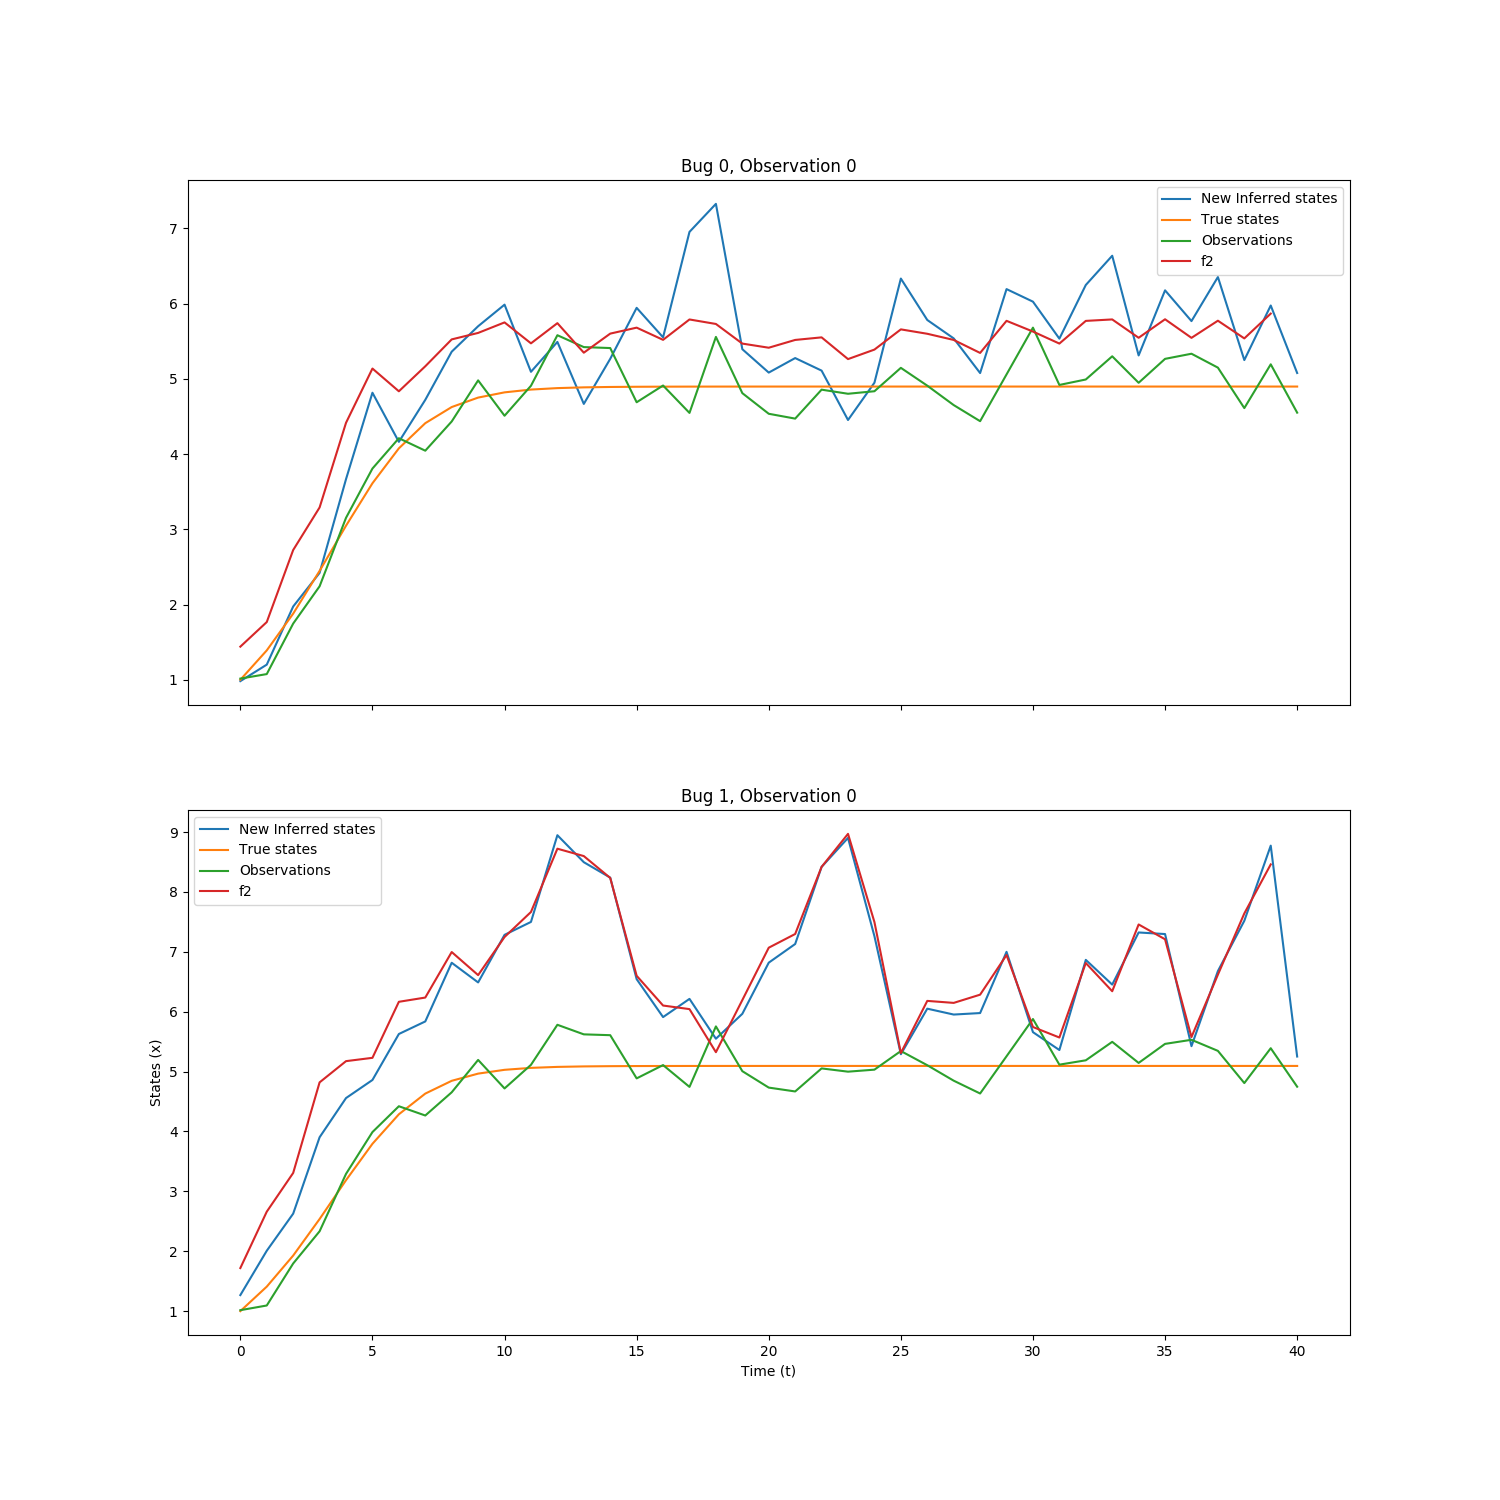 Bug 0, Observation 0
New Inferred states
True states
Observations
f2
7
6
5
4
3
2
1
Bug 1, Observation 0
New Inferred states
True states
Observations
f2
9
8
7
6
5
4
3
2
1
States (x)
0 5 10 15 20 25 30 35 40
Time (t)